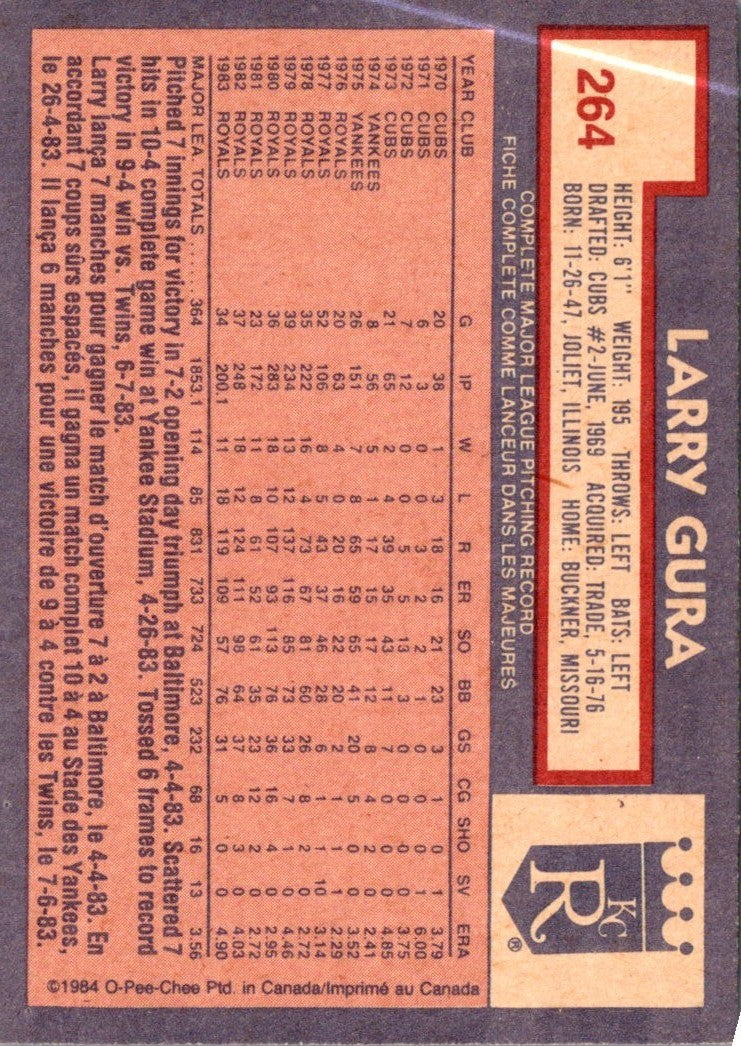 264
LARRY GURA
HEIGHT: 6'1" WEIGHT: 195 THROWS: LEFT BATS: LEFT
DRAFTED: CUBS #2-JUNE, 1969 ACQUIRED: TRADE, 5-16-76
BORN: 11-26-47, JOLIET, ILLINOIS HOME: BUCKNER, MISSOURI
KC
R
®
COMPLETE MAJOR LEAGUE PITCHING RECORD
FICHE COMPLETE COMME LANCEUR DANS LES MAJEURES
YEAR CLUB G IP W L R ER SO BB GS CG SHO SV ERA
1970 CUBS 20 38 1 3 18 16 21 23 3 1 0 1 3.79
1971 CUBS 6 3 0 0 3 2 2 1 0 0 0 1 6.00
1972 CUBS 7 12 0 0 5 5 13 3 0 0 0 0 3.75
1973 CUBS 21 65 2 4 39 35 43 11 7 0 0 0 4.85
1974 YANKEES 8 56 5 1 17 15 17 12 8 4 2 0 2.41
1975 YANKEES 26 151 7 8 65 59 65 41 20 5 0 0 3.52
1976 ROYALS 20 63 4 0 20 16 22 20 2 1 1 1 2.29
1977 ROYALS 52 106 8 5 43 37 46 28 6 1 1 10 3.14
1978 ROYALS 35 222 16 4 73 67 81 60 26 8 2 0 2.72
1979 ROYALS 39 234 13 12 137 116 85 73 33 7 1 0 4.46
1980 ROYALS 36 283 18 10 107 93 113 76 36 16 4 0 2.95
1981 ROYALS 23 172 11 8 61 52 61 35 23 12 2 0 2.72
1982 ROYALS 37 248 18 12 124 111 98 64 37 8 3 0 4.03
1983 ROYALS 34 200.1 11 18 119 109 57 76 31 5 0 0 4.90
MAJOR LEA. TOTALS ...... 364 1853.1 114 85 831 733 724 523 232 68 16 13 3.56
Pitched 7 innings for victory in 7-2 opening day triumph at Baltimore, 4-4-83. Scattered 7
hits in 10-4 complete game win at Yankee Stadium, 4-26-83. Tossed 6 frames to record
victory in 9-4 win vs. Twins, 6-7-83.
Larry lança 7 manches pour gagner le match d'ouverture 7 à 2 à Baltimore, le 4-4-83. En
accordant 7 coups sûrs espacés, il gagna un match complet 10 à 4 au Stade des Yankees,
le 26-4-83. Il lança 6 manches pour une victoire de 9 à 4 contre les Twins, le 7-6-83.
©1984 O-Pee-Chee Ptd. in Canada/Imprimé au Canada